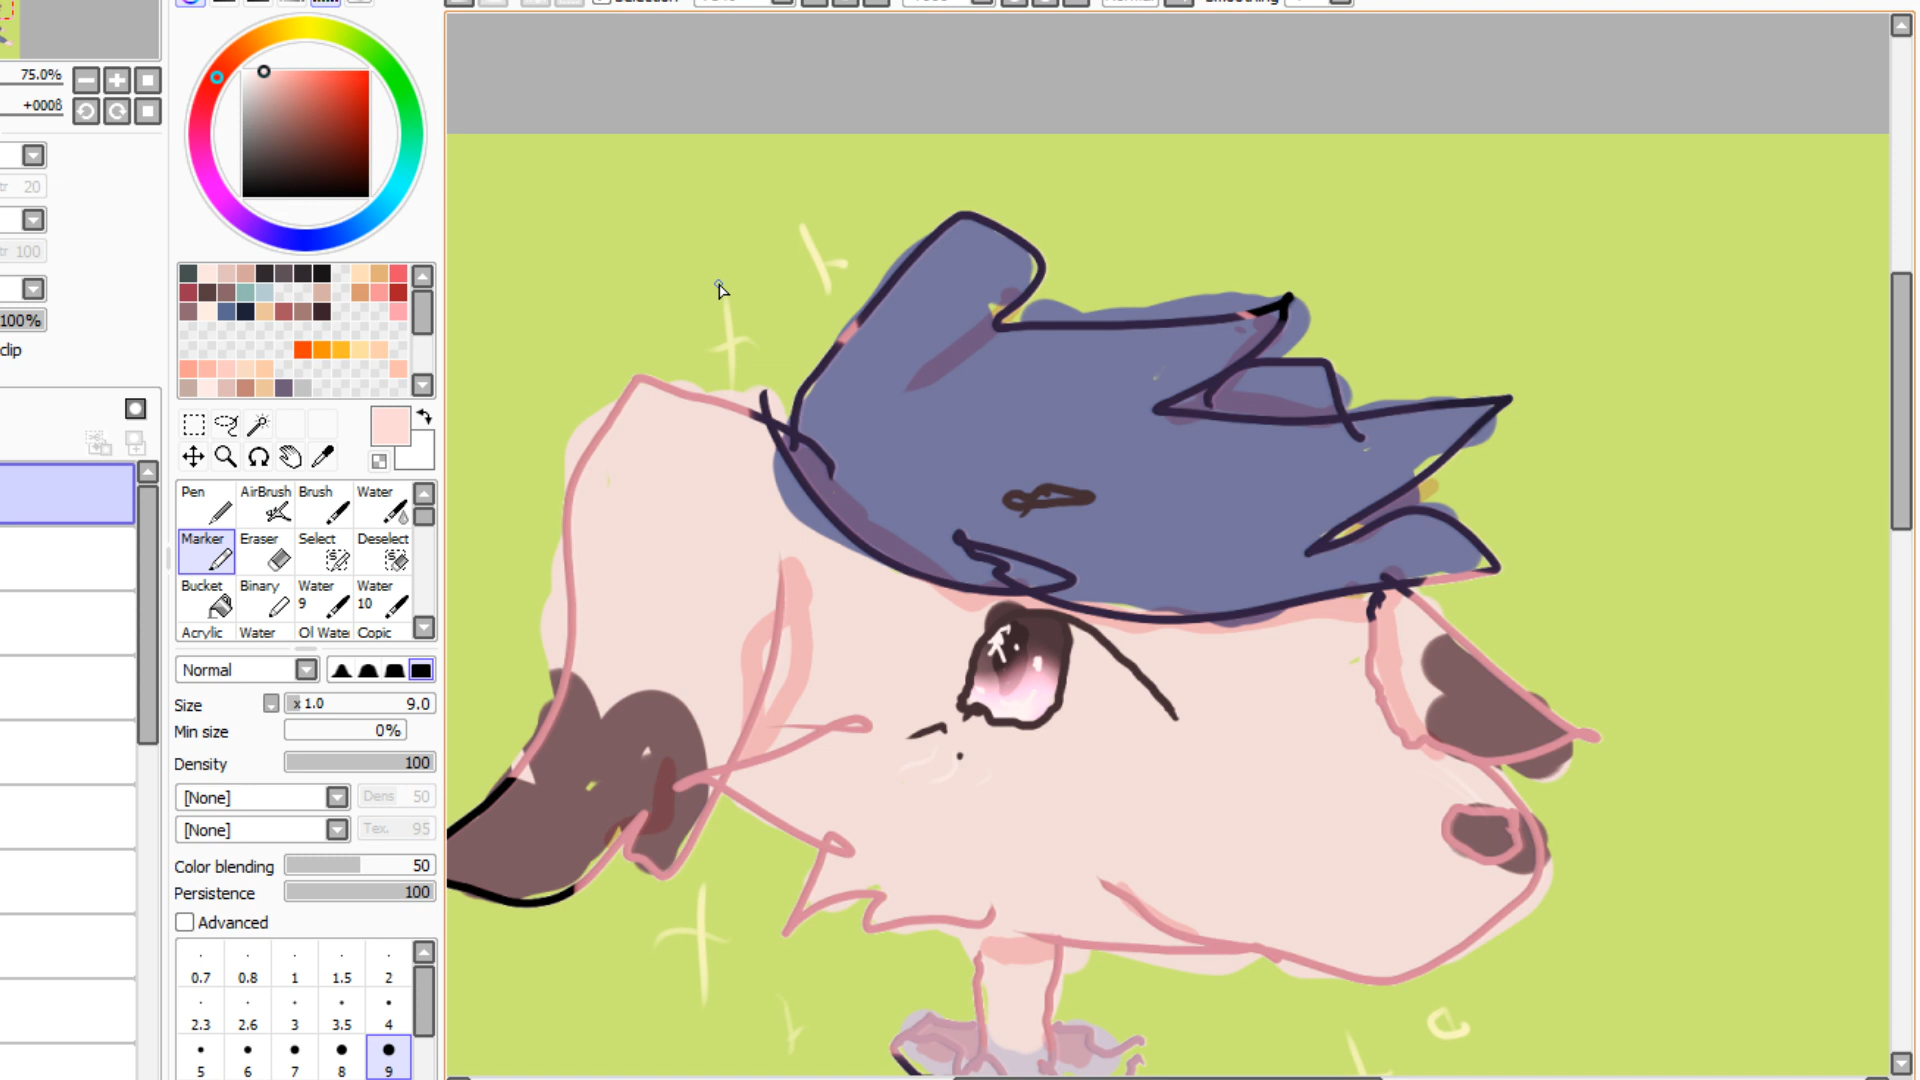 75.0%
+000ß
20
100
100%
clip
Pen AirBrush Brush Water
Marker Eraser Select Deselect
Bucket Binary Water 9 Water 10
Acrylic Water Ol Water Copic
Normal
Size x 1.0 9.0
Min size 0%
Density 100
[None] Dens 50
[None] Tex. 95
Color blending 50
Persistence 100
Advanced
0.7 0.8 1 1.5 2
2.3 2.6 3 3.5 4
5 6 7 8 9